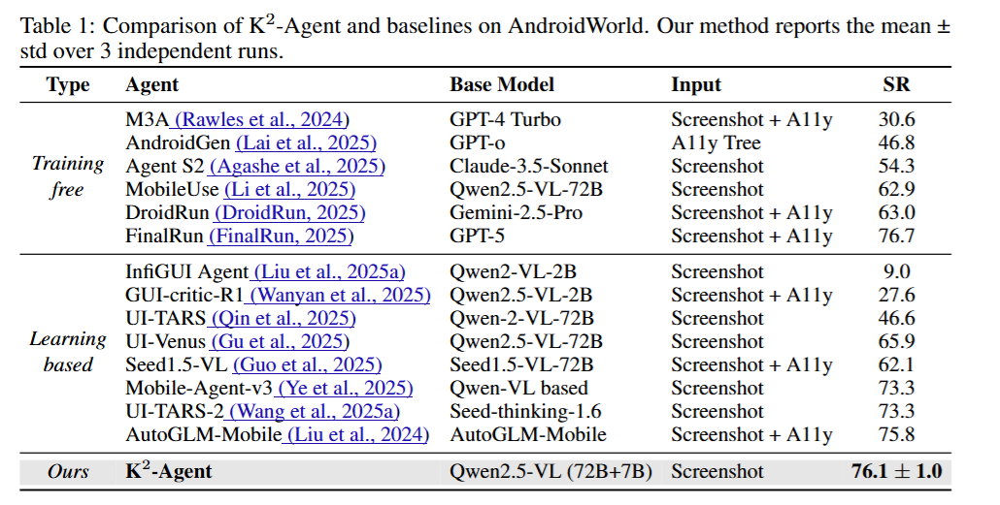 Table 1: Comparison of K²-Agent and baselines on AndroidWorld. Our method reports the mean ±
std over 3 independent runs.
Type Agent Base Model Input SR
M3A (Rawles et al., 2024) GPT-4 Turbo Screenshot + A11y 30.6
AndroidGen (Lai et al., 2025) GPT-o A11y Tree 46.8
Training Agent S2 (Agashe et al., 2025) Claude-3.5-Sonnet Screenshot 54.3
free MobileUse (Li et al., 2025) Qwen2.5-VL-72B Screenshot 62.9
DroidRun (DroidRun, 2025) Gemini-2.5-Pro Screenshot + A11y 63.0
FinalRun (FinalRun, 2025) GPT-5 Screenshot + A11y 76.7
InfiGUI Agent (Liu et al., 2025a) Qwen2-VL-2B Screenshot 9.0
GUI-critic-R1 (Wanyan et al., 2025) Qwen2.5-VL-2B Screenshot + A11y 27.6
UI-TARS (Qin et al., 2025) Qwen-2-VL-72B Screenshot 46.6
Learning UI-Venus (Gu et al., 2025) Qwen2.5-VL-72B Screenshot 65.9
based Seed1.5-VL (Guo et al., 2025) Seed1.5-VL-72B Screenshot + A11y 62.1
Mobile-Agent-v3 (Ye et al., 2025) Qwen-VL based Screenshot 73.3
UI-TARS-2 (Wang et al., 2025a) Seed-thinking-1.6 Screenshot 73.3
AutoGLM-Mobile (Liu et al., 2024) AutoGLM-Mobile Screenshot + A11y 75.8
Ours K²-Agent Qwen2.5-VL (72B+7B) Screenshot 76.1 ± 1.0